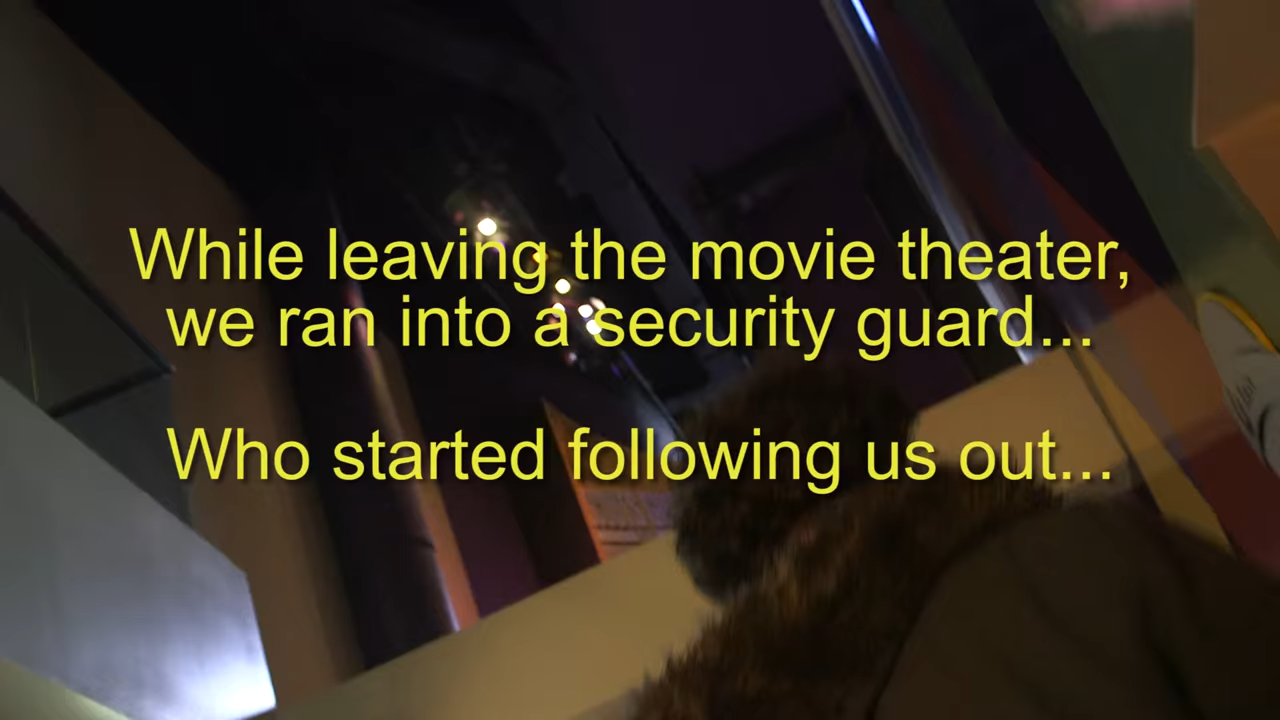 While leaving the movie theater,
we ran into a security guard...
Who started following us out...